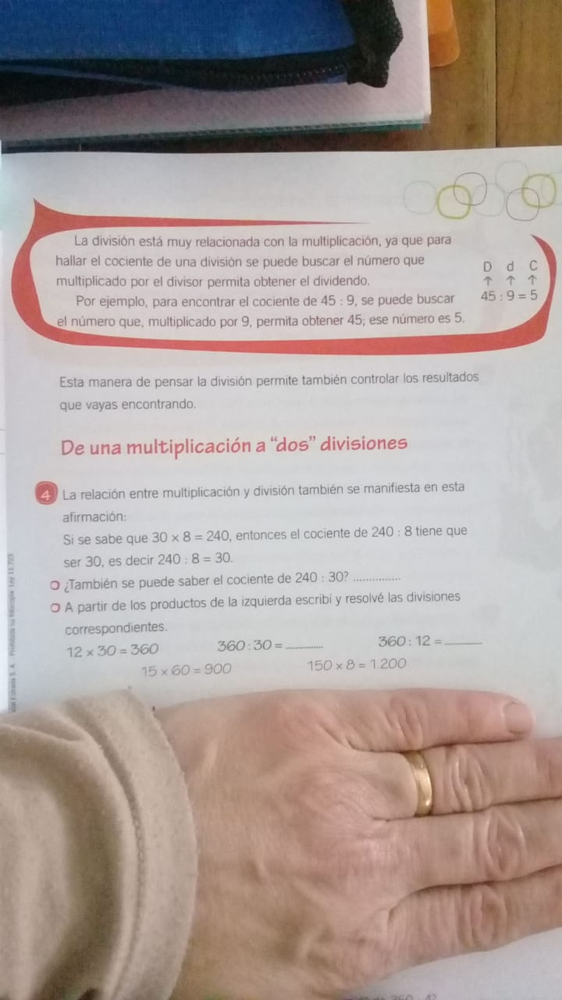 La división está muy relacionada con la multiplicación, ya que para
hallar el cociente de una división se puede buscar el número que
multiplicado por el divisor permita obtener el dividendo.
Por ejemplo, para encontrar el cociente de 45 : 9, se puede buscar
el número que, multiplicado por 9, permita obtener 45; ese número es 5.
D d C
↑ ↑ ↑
45 : 9 = 5
Esta manera de pensar la división permite también controlar los resultados
que vayas encontrando.
De una multiplicación a “dos” divisiones
4 La relación entre multiplicación y división también se manifiesta en esta
afirmación:
Si se sabe que 30 × 8 = 240, entonces el cociente de 240 : 8 tiene que
ser 30, es decir 240 : 8 = 30.
¿También se puede saber el cociente de 240 : 30? ...............
A partir de los productos de la izquierda escribí y resolvé las divisiones
correspondientes.
12 × 30 = 360 360 : 30 = ............. 360 : 12 = .............
15 × 60 = 900 150 × 8 = 1.200
Estrada S. A. - Prohibida su fotocopia. Ley 11.723